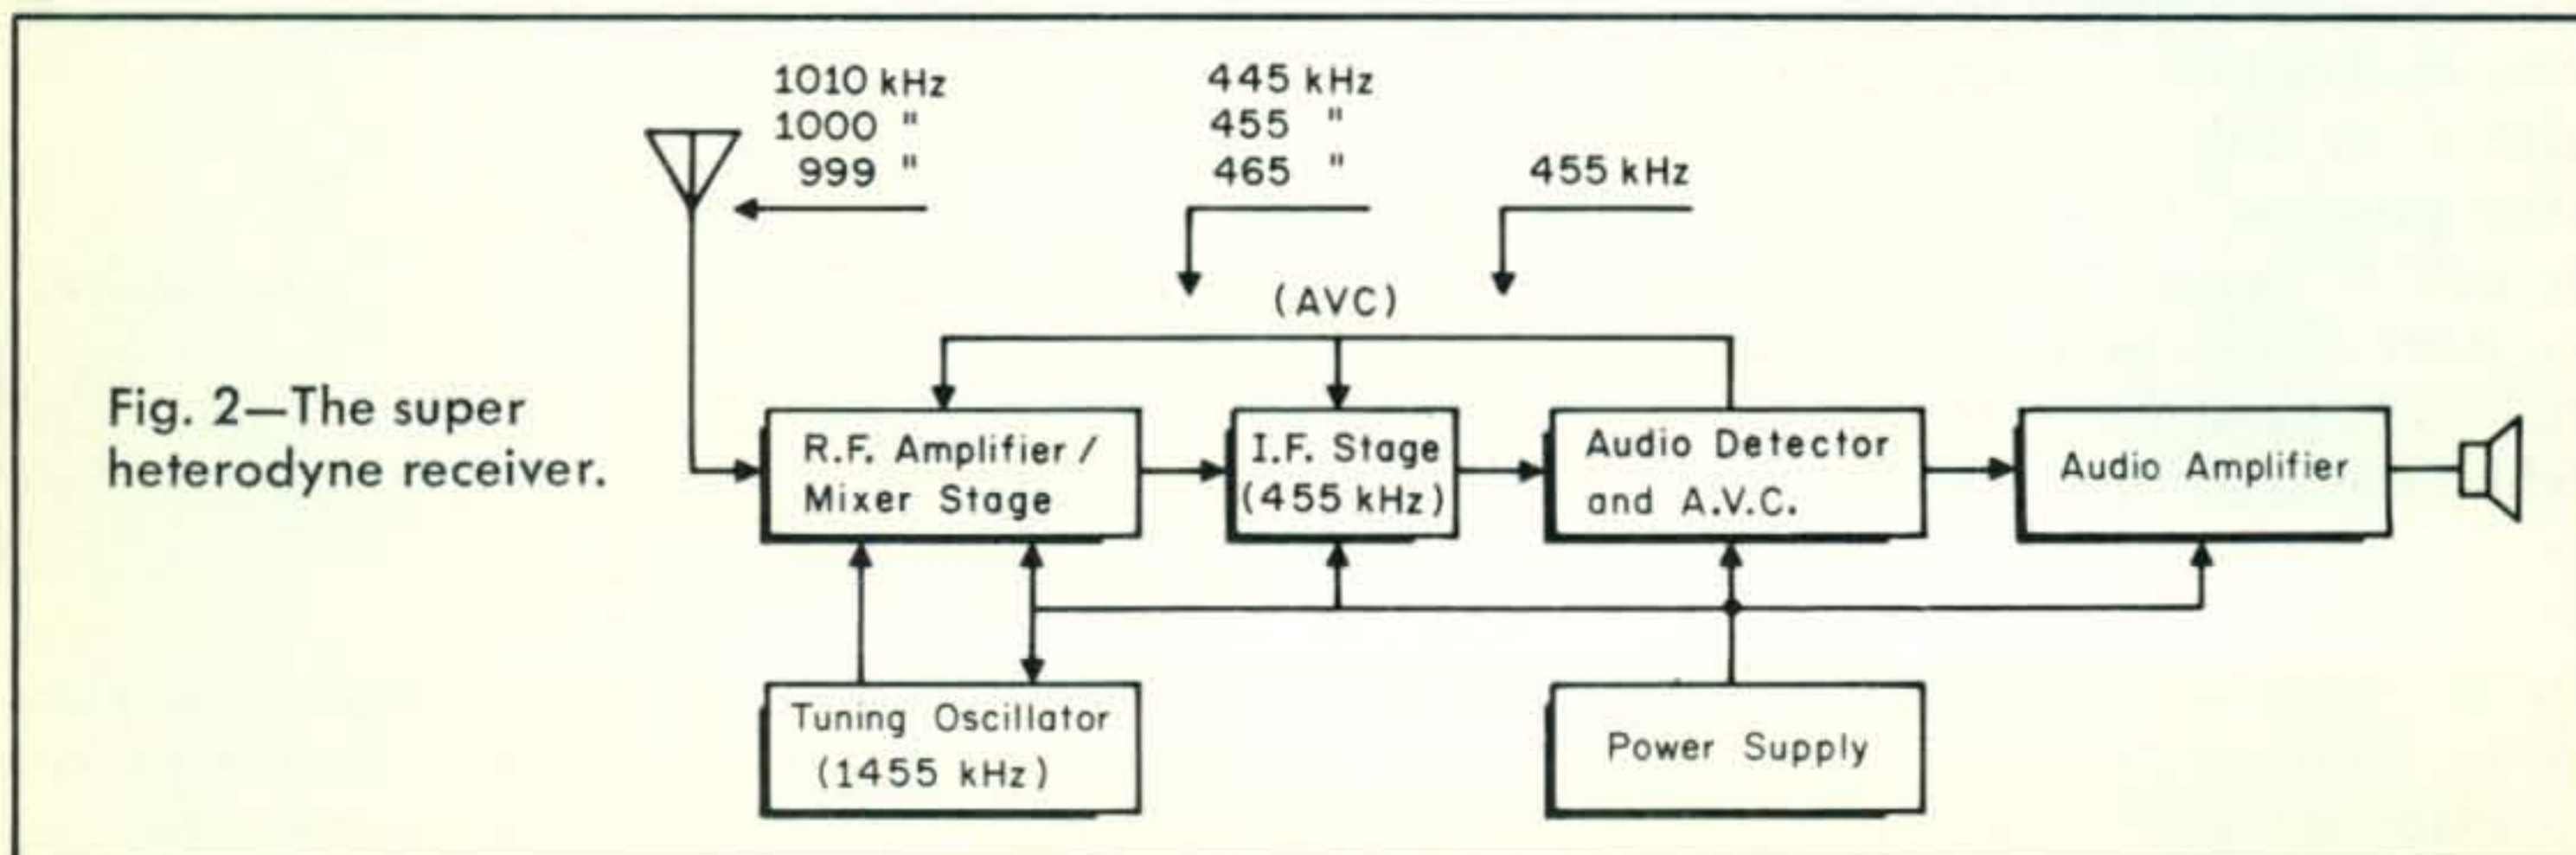 1010 kHz
1000 "
999 "
445 kHz
455 "
465 "
455 kHz
(AVC)
Fig. 2—The super
heterodyne receiver.
R.F. Amplifier /
Mixer Stage
I.F. Stage
(455 kHz)
Audio Detector
and A.V.C.
Audio Amplifier
Tuning Oscillator
(1455 kHz)
Power Supply